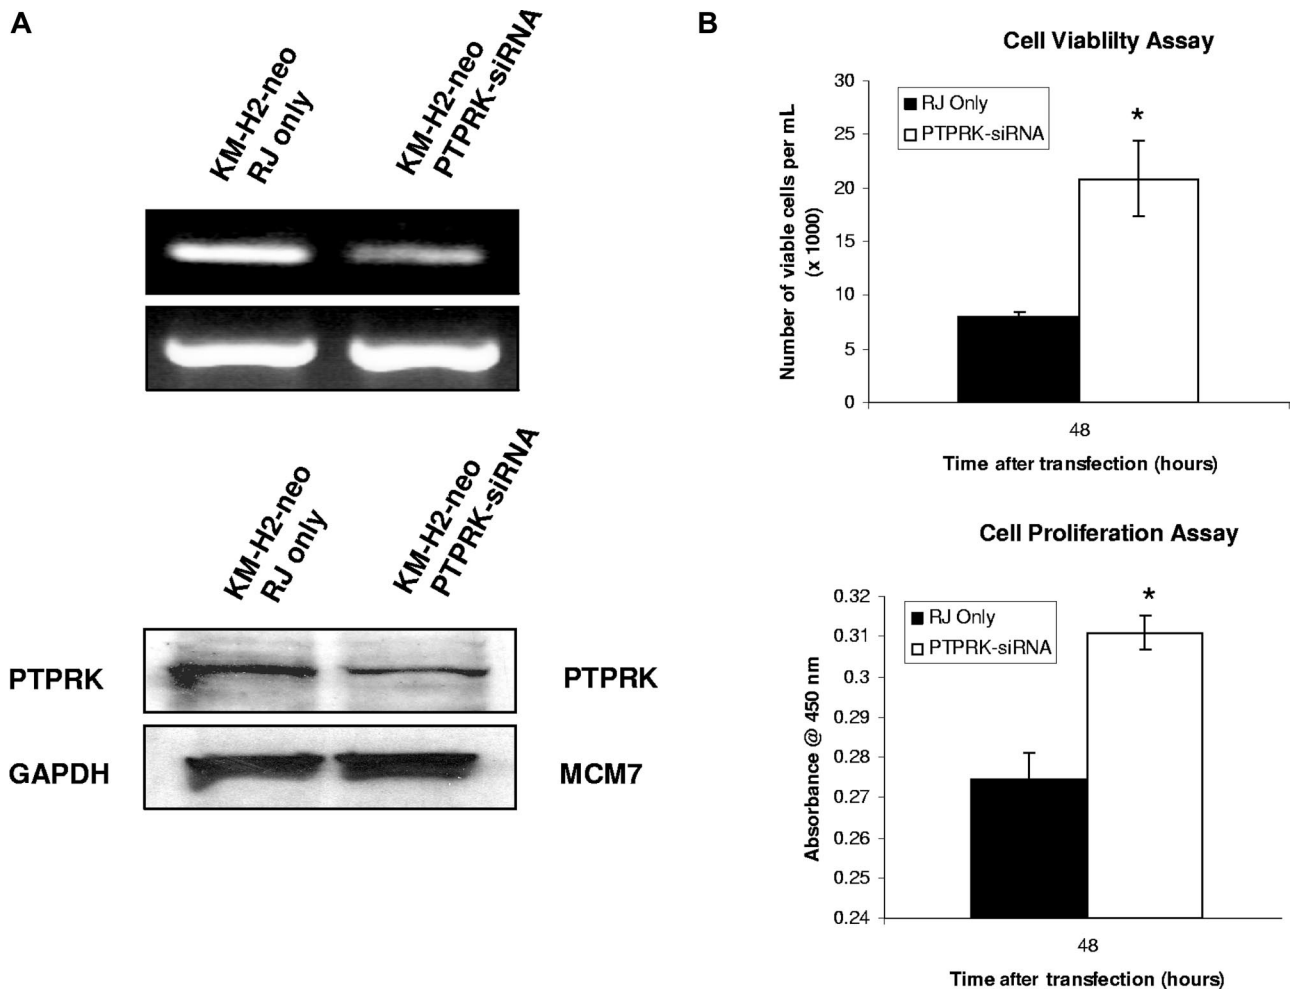 A
KM-H2-neo
RJ only
KM-H2-neo
PTPRK-siRNA
KM-H2-neo
RJ only
KM-H2-neo
PTPRK-siRNA
PTPRK
PTPRK
GAPDH
MCM7
B
Cell Viablilty Assay
Number of viable cells per mL
(x 1000)
30
25
20
15
10
5
0
RJ Only
PTPRK-siRNA
*
48
Time after transfection (hours)
Cell Proliferation Assay
Absorbance @ 450 nm
0.32
0.31
0.3
0.29
0.28
0.27
0.26
0.25
0.24
RJ Only
PTPRK-siRNA
*
48
Time after transfection (hours)